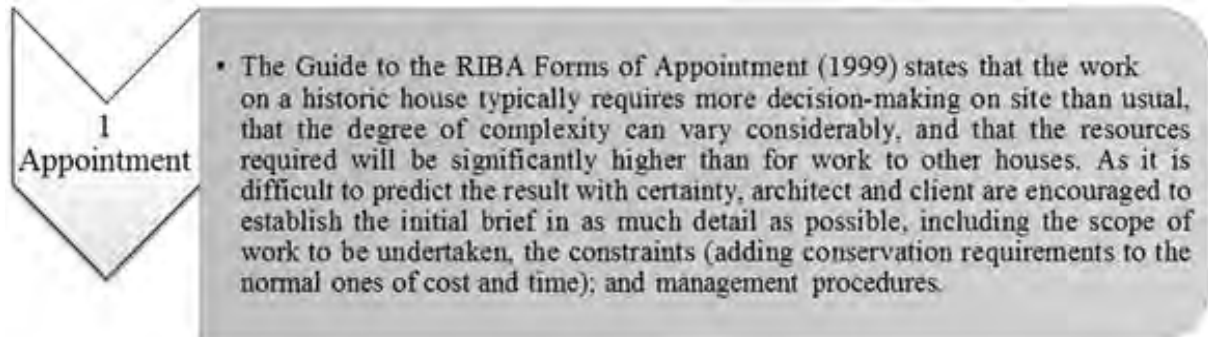 1
Appointment
• The Guide to the RIBA Forms of Appointment (1999) states that the work
on a historic house typically requires more decision-making on site than usual,
that the degree of complexity can vary considerably, and that the resources
required will be significantly higher than for work to other houses. As it is
difficult to predict the result with certainty, architect and client are encouraged to
establish the initial brief in as much detail as possible, including the scope of
work to be undertaken, the constraints (adding conservation requirements to the
normal ones of cost and time); and management procedures.